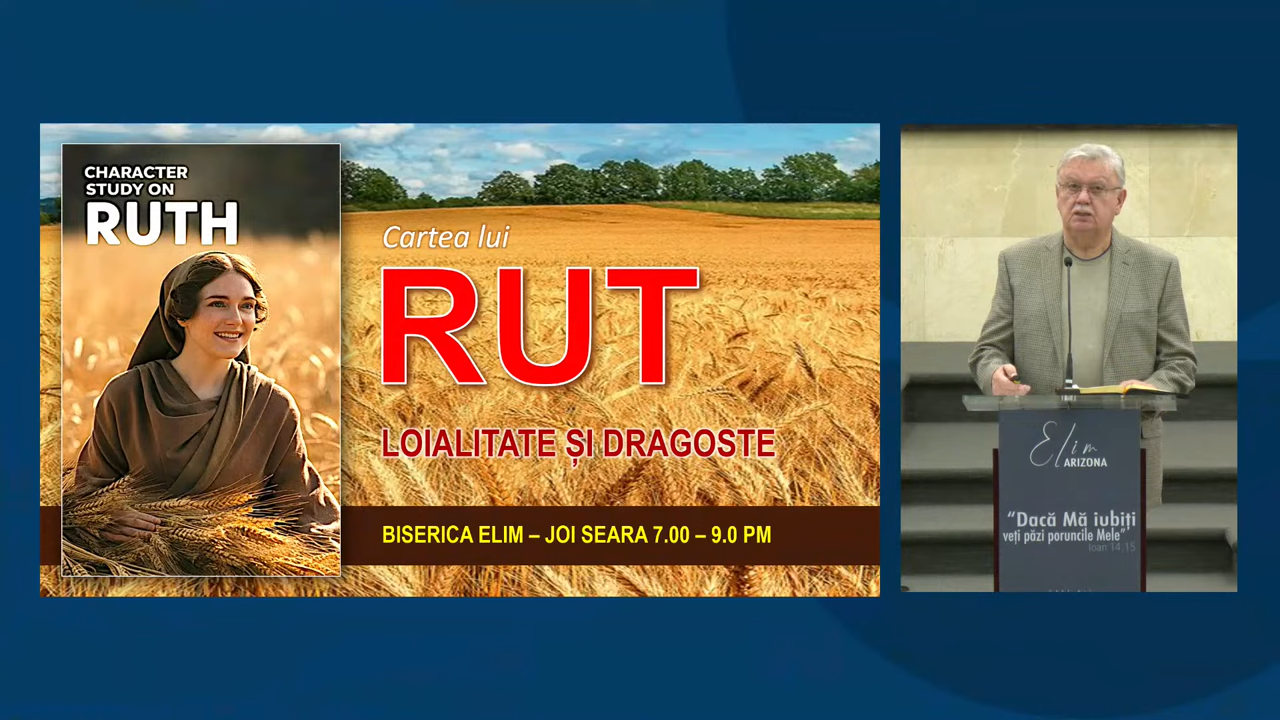 CHARACTER
STUDY ON
RUTH
Cartea lui
RUT
LOIALITATE ȘI DRAGOSTE
BISERICA ELIM – JOI SEARA 7.00 – 9.0 PM
Elim
ARIZONA
“Dacă Mă iubiți
veți păzi poruncile Mele”
Ioan 14:15